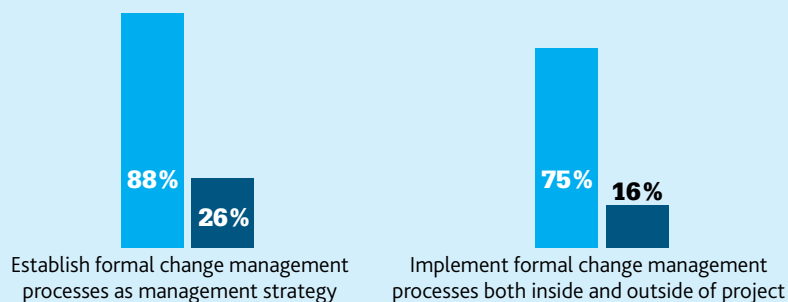 88%
26%
Establish formal change management
processes as management strategy
75%
16%
Implement formal change management
processes both inside and outside of project